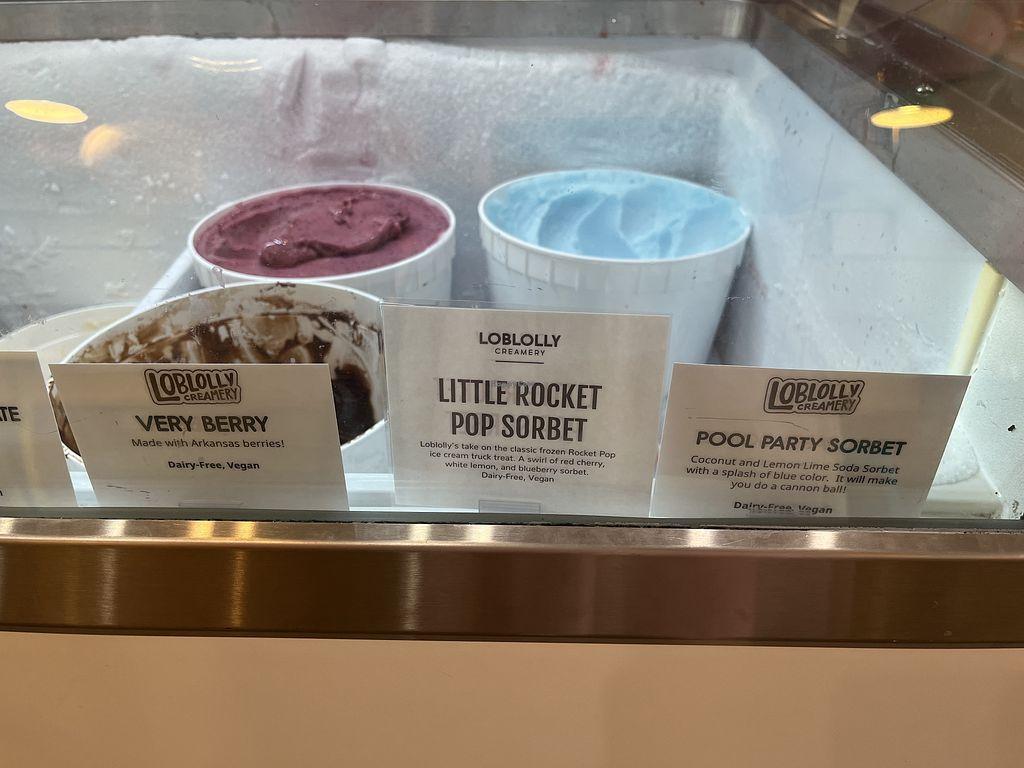 ATE
LOBLOLLY
CREAMERY
VERY BERRY
Made with Arkansas berries!
Dairy-Free, Vegan
LOBLOLLY
CREAMERY
LITTLE ROCKET
POP SORBET
Loblolly's take on the classic frozen Rocket Pop
ice cream truck treat. A swirl of red cherry,
white lemon, and blueberry sorbet.
Dairy-Free, Vegan
LOBLOLLY
CREAMERY
POOL PARTY SORBET
Coconut and Lemon Lime Soda Sorbet
with a splash of blue color. It will make
you do a cannon ball!
Dairy-Free, Vegan